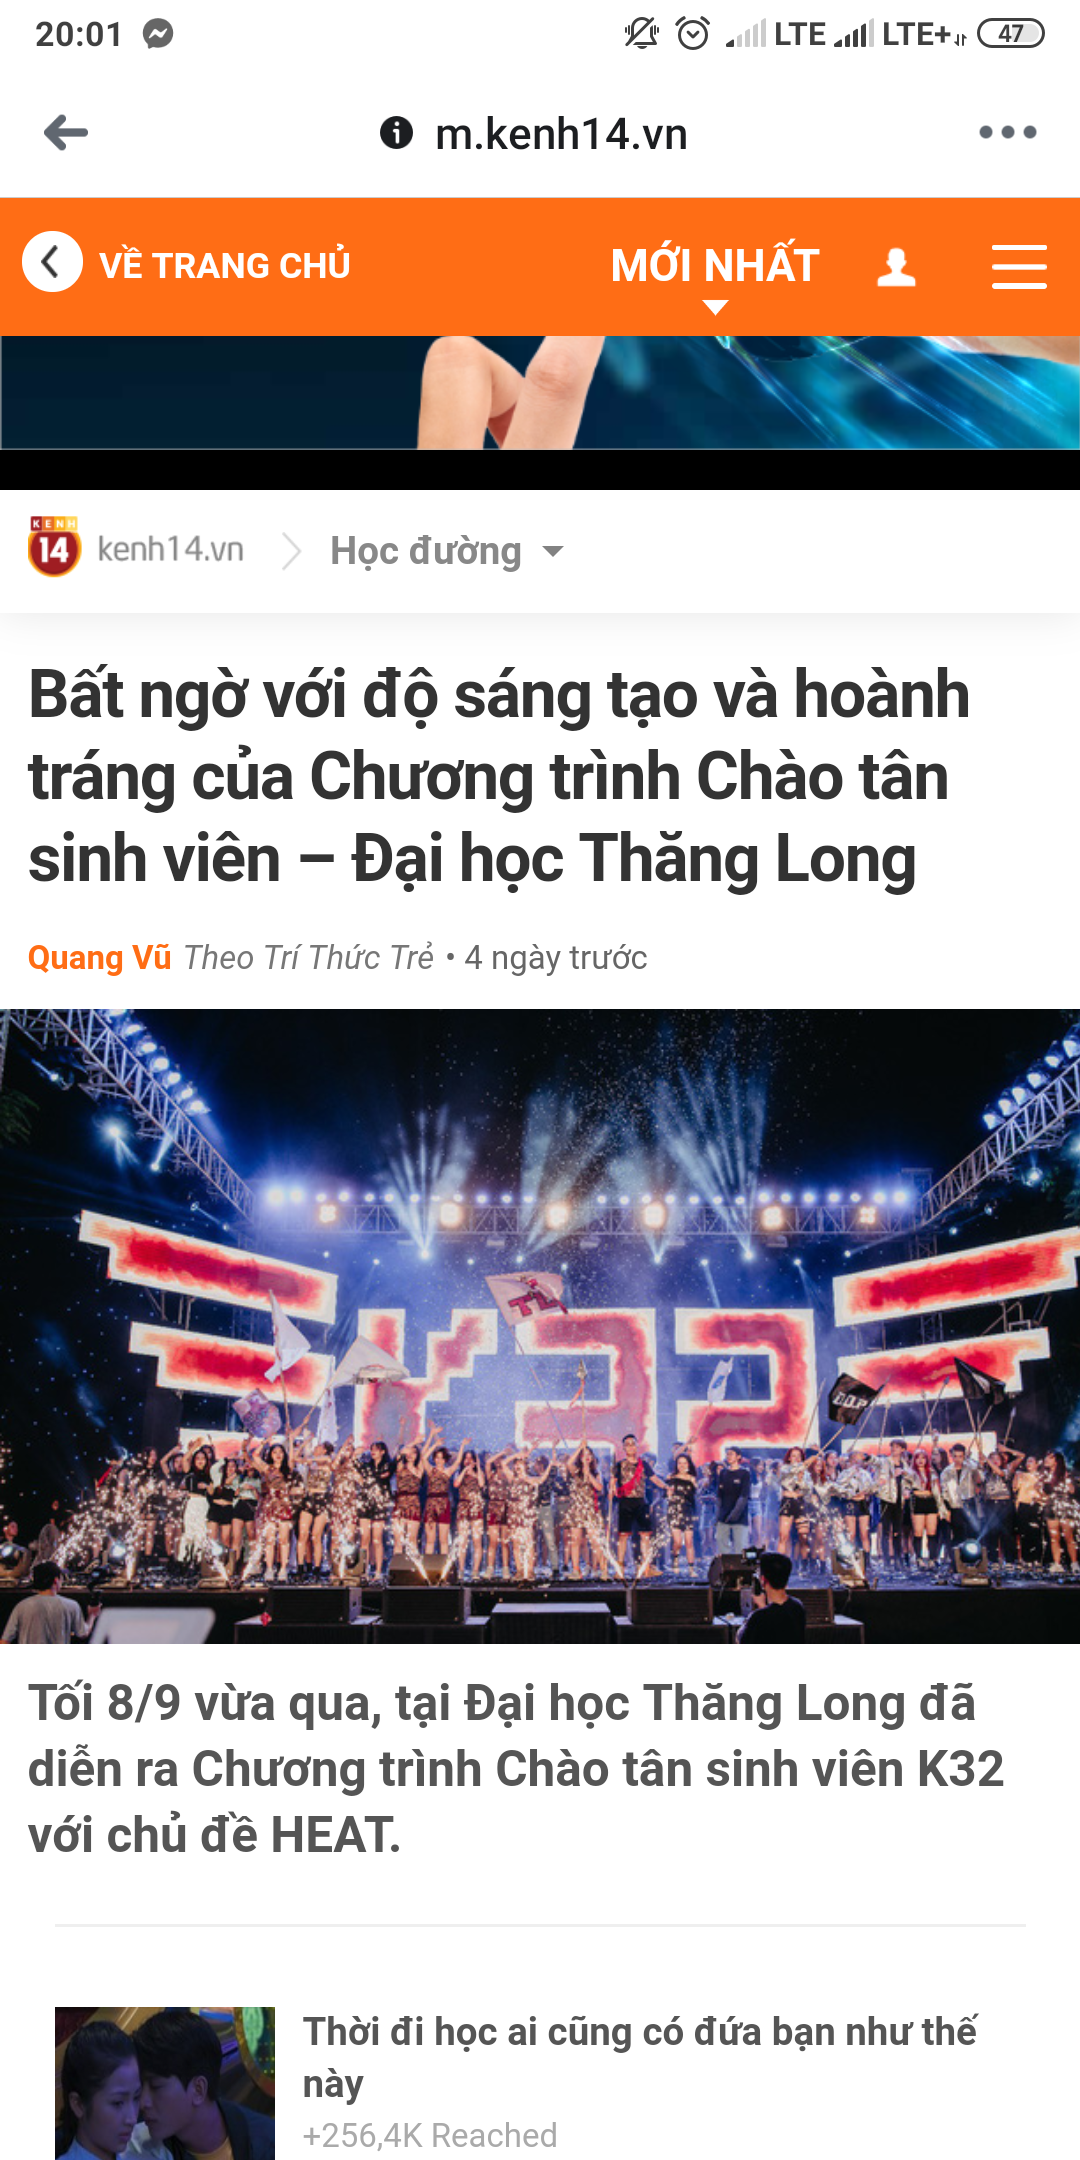 20:01 LTE LTE+ 47
m.kenh14.vn
VỀ TRANG CHỦ MỚI NHẤT
KENH
14 kenh14.vn Học đường
Bất ngờ với độ sáng tạo và hoành
tráng của Chương trình Chào tân
sinh viên – Đại học Thăng Long
Quang Vũ Theo Trí Thức Trẻ • 4 ngày trước
TL
K32
Tối 8/9 vừa qua, tại Đại học Thăng Long đã
diễn ra Chương trình Chào tân sinh viên K32
với chủ đề HEAT.
Thời đi học ai cũng có đứa bạn như thế
này
+256,4K Reached